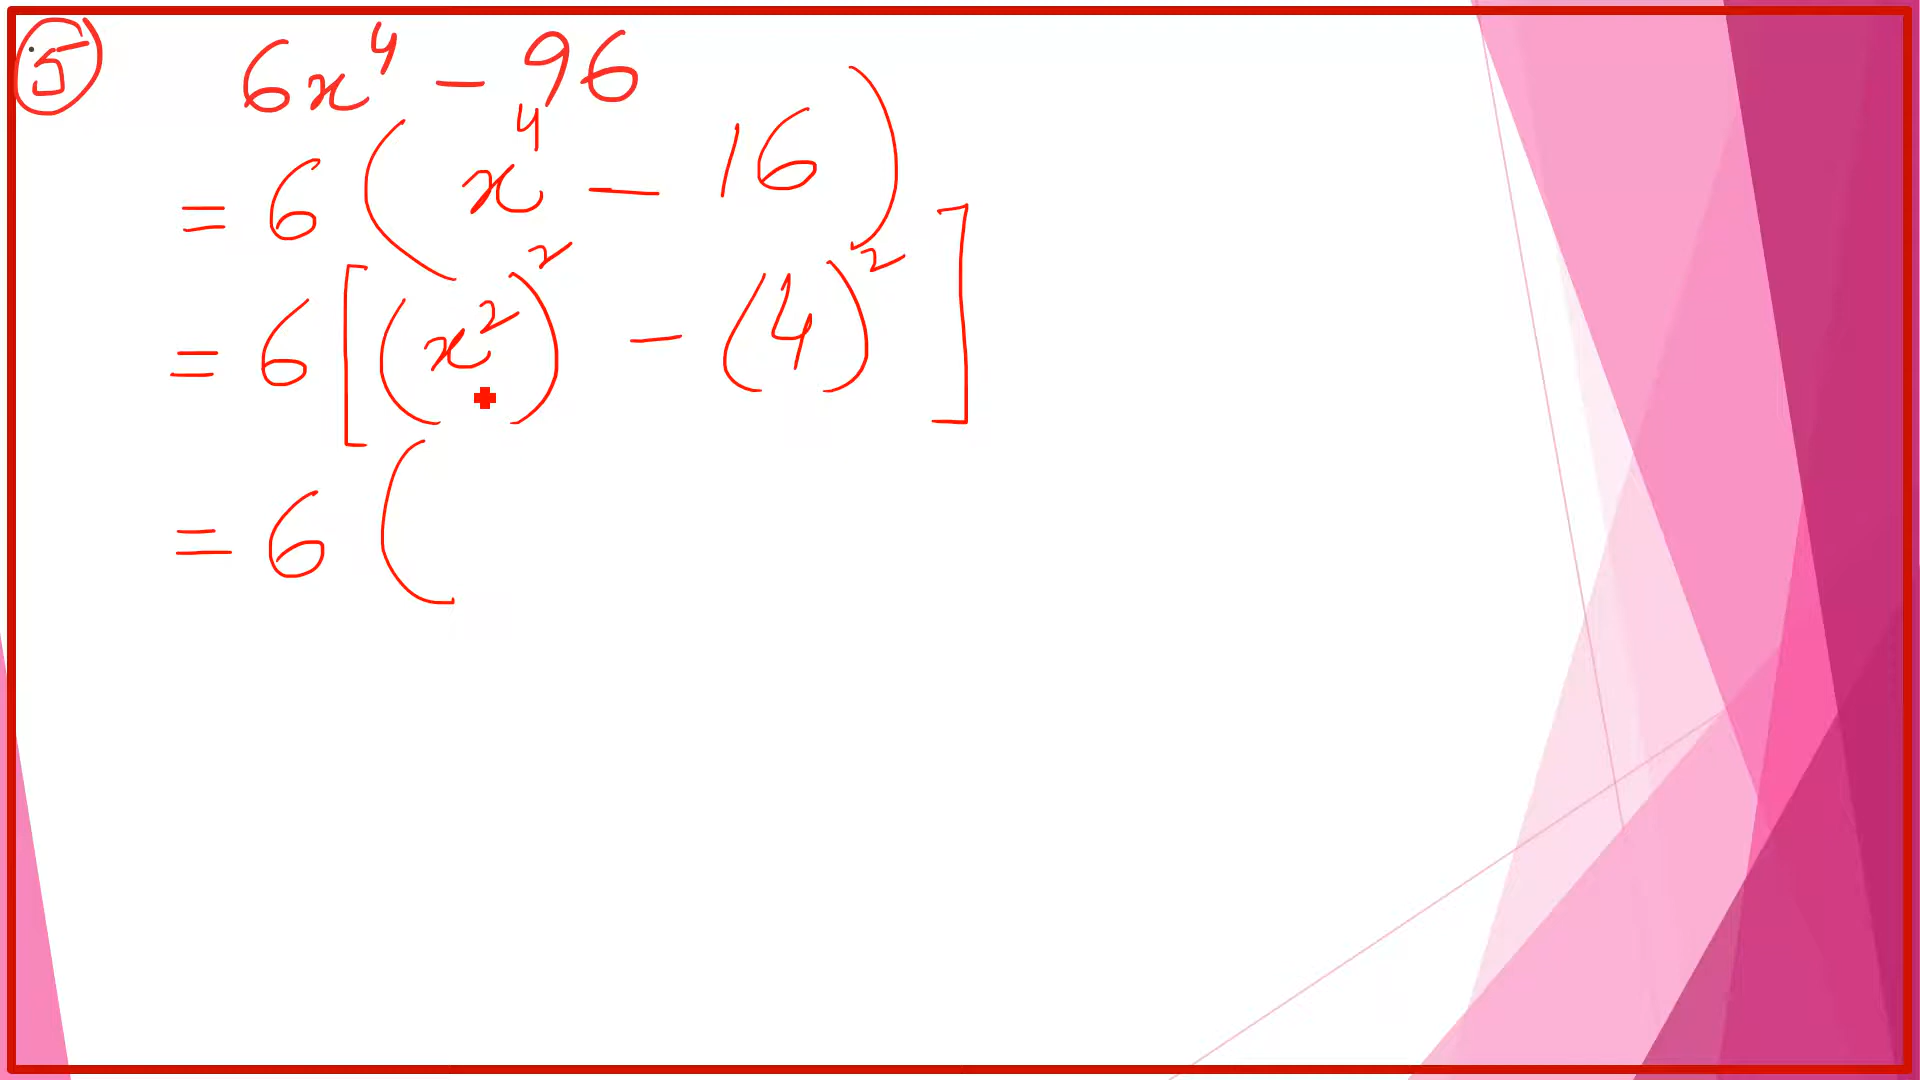 5 6x⁴ - 96
= 6 ( x⁴ - 16 )
= 6 [ (x²)² - (4)² ]
= 6 (